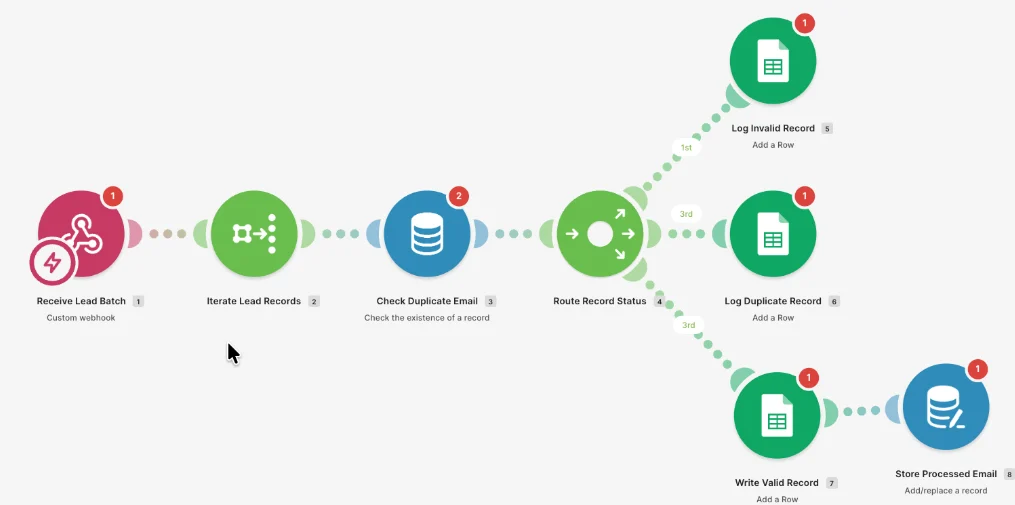 1
Log Invalid Record 5
Add a Row
1st
1
Receive Lead Batch 1
Custom webhook
Iterate Lead Records 2
2
Check Duplicate Email 3
Check the existence of a record
Route Record Status 4
3rd
1
Log Duplicate Record 6
Add a Row
3rd
1
Write Valid Record 7
Add a Row
1
Store Processed Email 8
Add/replace a record